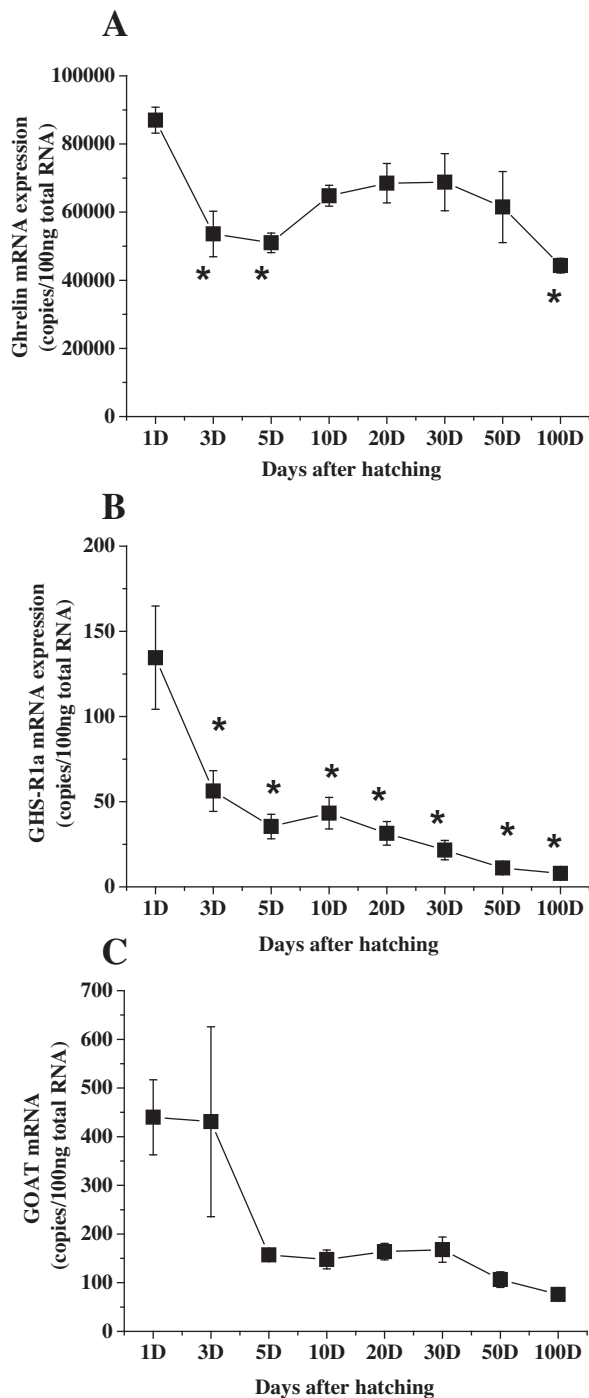 A
Ghrelin mRNA expression
(copies/100ng total RNA)
100000
80000
60000
40000
20000
0
*
*
*
1D 3D 5D 10D 20D 30D 50D 100D
Days after hatching
B
GHS-R1a mRNA expression
(copies/100ng total RNA)
200
150
100
50
0
*
*
*
*
*
*
*
1D 3D 5D 10D 20D 30D 50D 100D
Days after hatching
C
GOAT mRNA
(copies/100ng total RNA)
700
600
500
400
300
200
100
0
1D 3D 5D 10D 20D 30D 50D 100D
Days after hatching